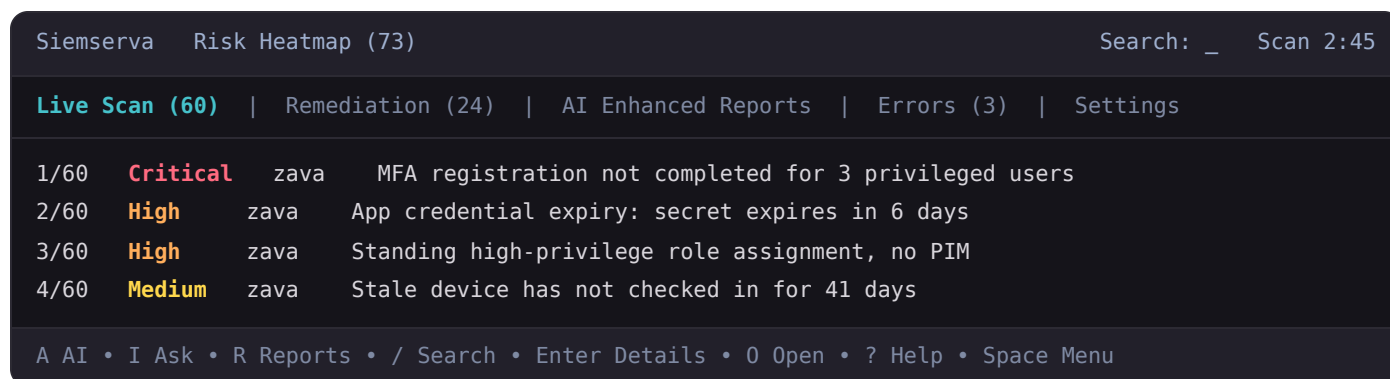 Siemserva   Risk Heatmap (73)   Search: _   Scan 2:45
Live Scan (60)  |  Remediation (24)  |  AI Enhanced Reports  |  Errors (3)  |  Settings
1/60   Critical   zava    MFA registration not completed for 3 privileged users
2/60   High     zava    App credential expiry: secret expires in 6 days
3/60   High     zava    Standing high-privilege role assignment, no PIM
4/60   Medium   zava    Stale device has not checked in for 41 days
A AI • I Ask • R Reports • / Search • Enter Details • O Open • ? Help • Space Menu